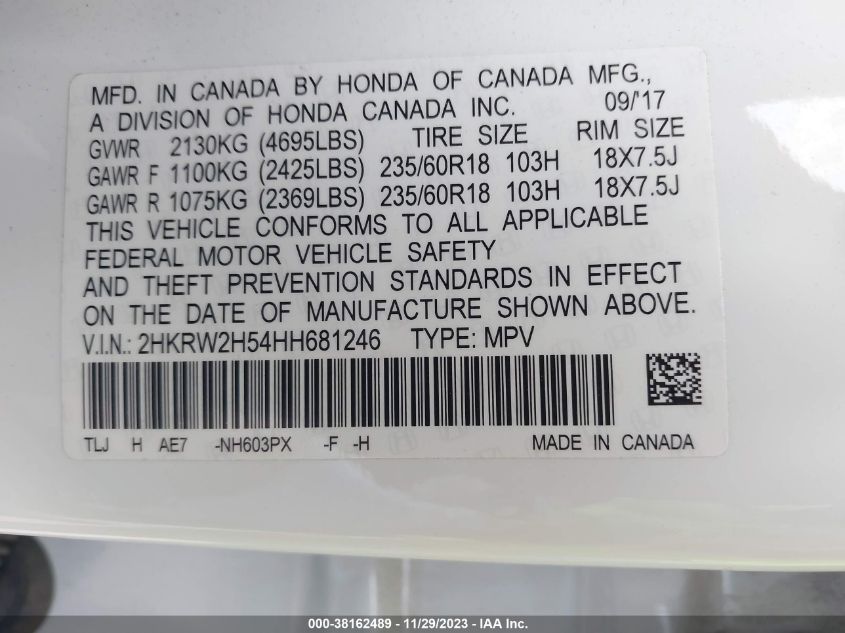 MFD. IN CANADA BY HONDA OF CANADA MFG.,
A DIVISION OF HONDA CANADA INC. 09/'17
GVWR 2130KG (4695LBS) TIRE SIZE RIM SIZE
GAWR F 1100KG (2425LBS) 235/60R18 103H 18X7.5J
GAWR R 1075KG (2369LBS) 235/60R18 103H 18X7.5J
THIS VEHICLE CONFORMS TO ALL APPLICABLE
FEDERAL MOTOR VEHICLE SAFETY
AND THEFT PREVENTION STANDARDS IN EFFECT
ON THE DATE OF MANUFACTURE SHOWN ABOVE.
V.I.N.: 2HKRW2H54HH681246 TYPE: MPV
TLJ H AE7 -NH603PX -F -H MADE IN CANADA
000-38162489 - 11/29/2023 - IAA Inc.